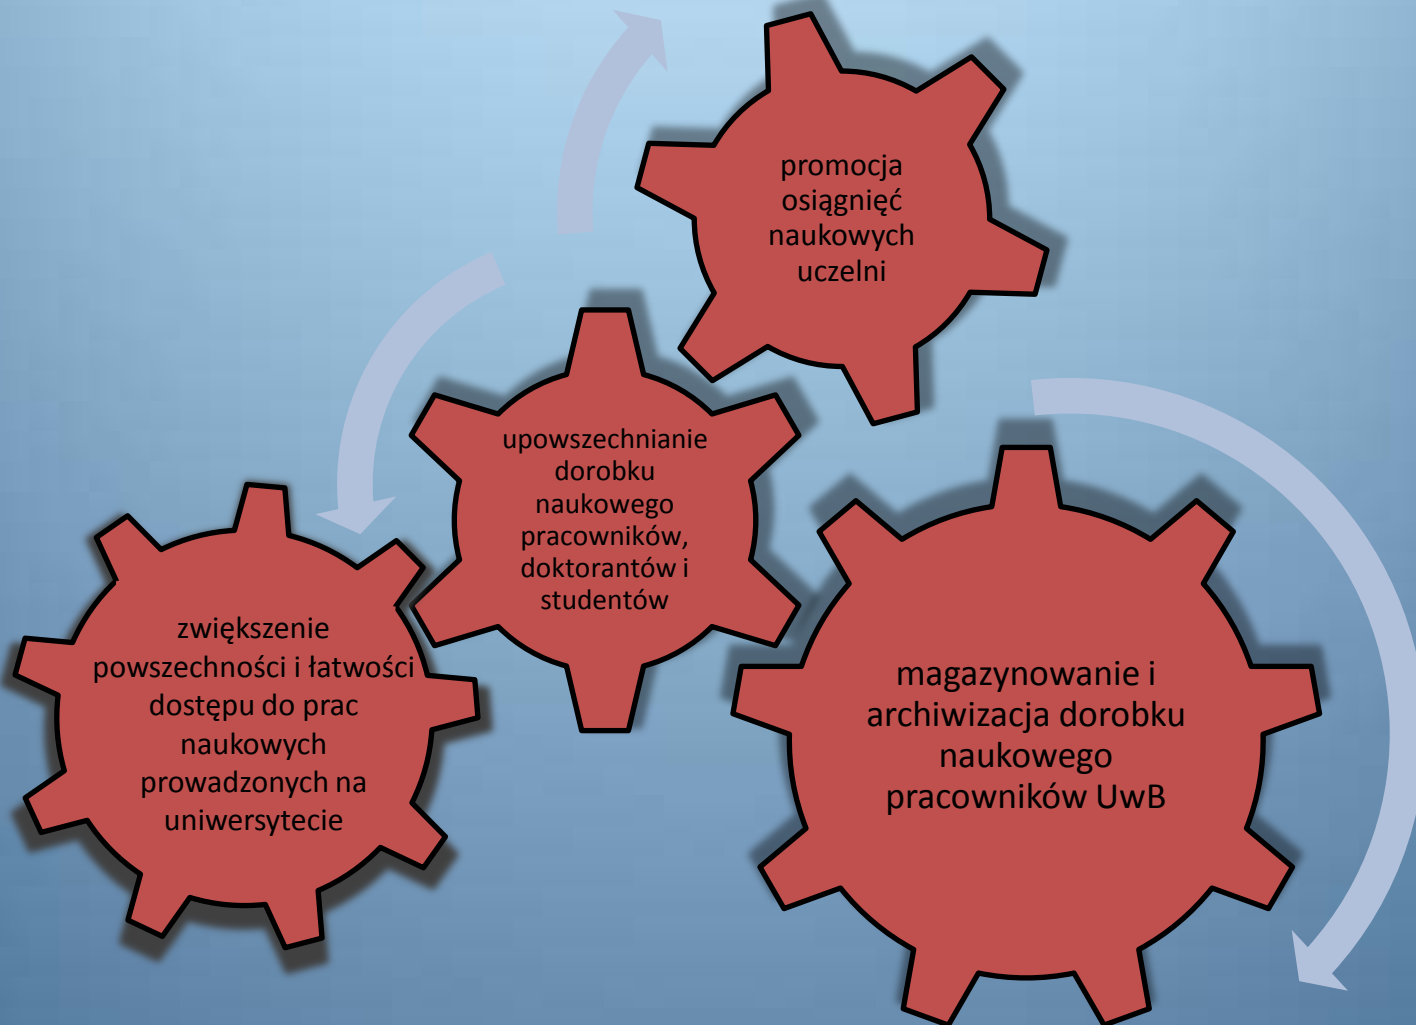 promocja
osiągnięć
naukowych
uczelni
upowszechnianie
dorobku
naukowego
pracowników,
doktorantów i
studentów
zwiększenie
powszechności i łatwości
dostępu do prac
naukowych
prowadzonych na
uniwersytecie
magazynowanie i
archiwizacja dorobku
naukowego
pracowników UwB